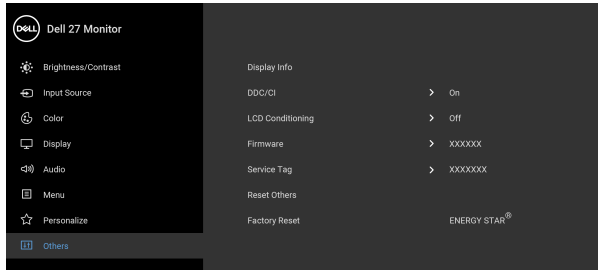 DELL Dell 27 Monitor
Brightness/Contrast
Input Source
Color
Display
Audio
Menu
Personalize
Others
Display Info
DDC/CI > On
LCD Conditioning > Off
Firmware > XXXXXX
Service Tag > XXXXXXX
Reset Others
Factory Reset ENERGY STAR®